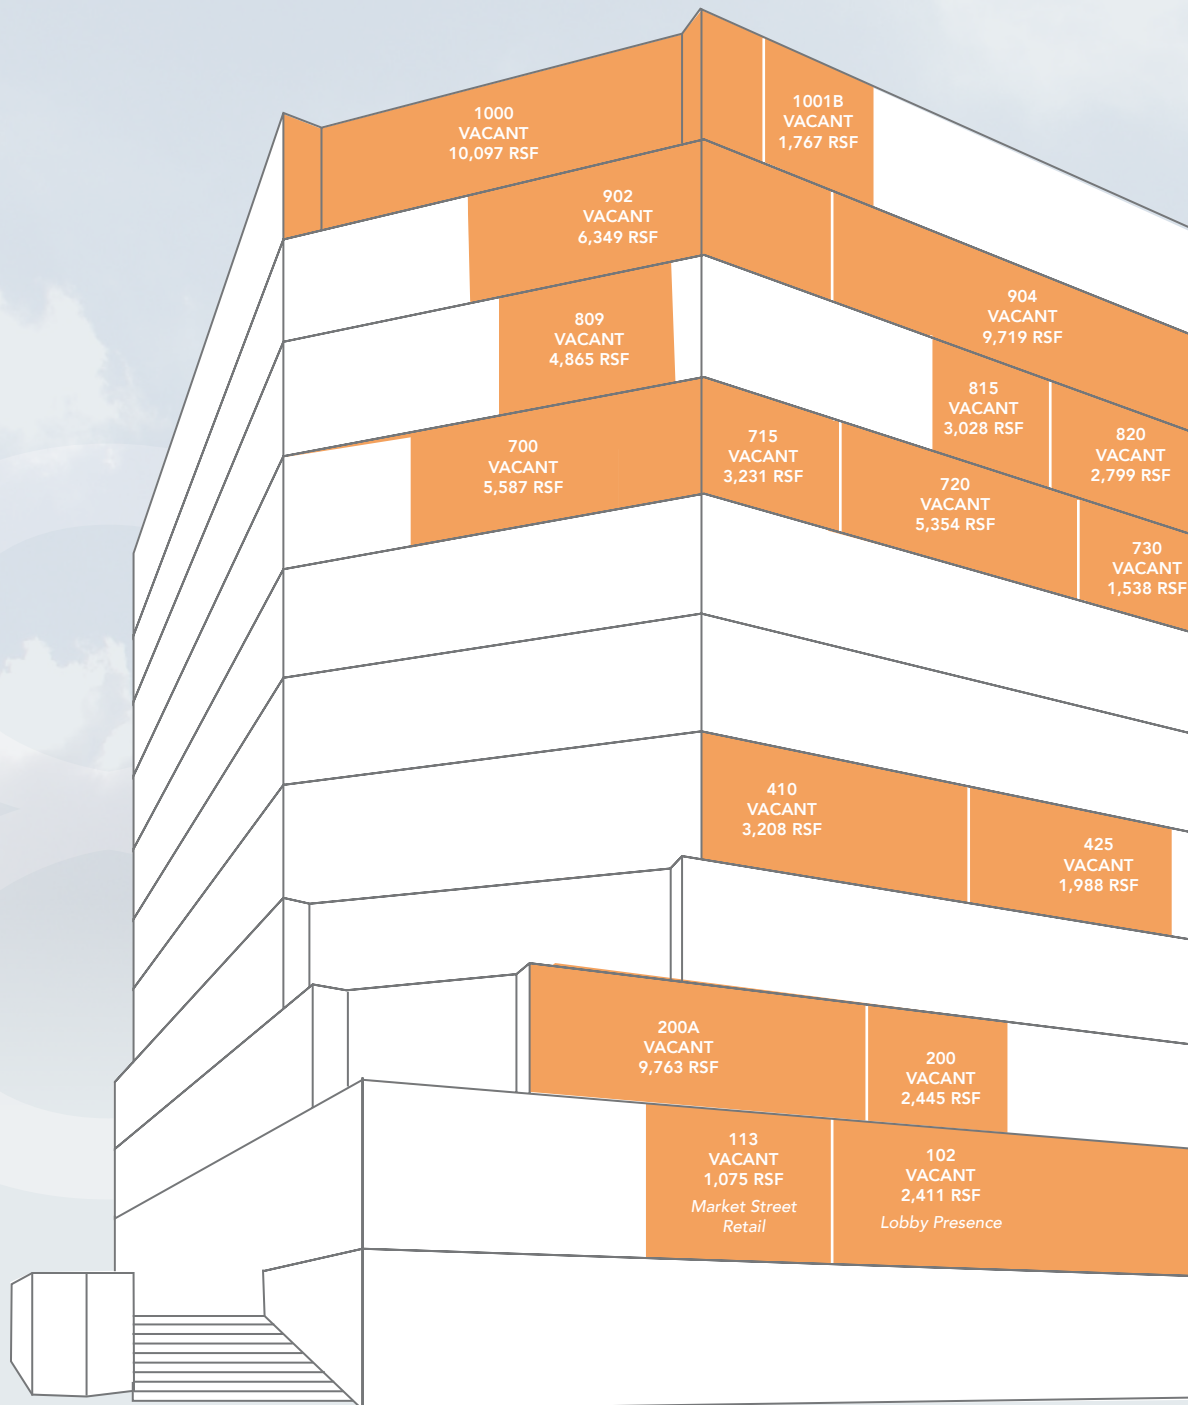 1000
VACANT
10,097 RSF
1001B
VACANT
1,767 RSF
902
VACANT
6,349 RSF
904
VACANT
9,719 RSF
809
VACANT
4,865 RSF
815
VACANT
3,028 RSF
820
VACANT
2,799 RSF
700
VACANT
5,587 RSF
715
VACANT
3,231 RSF
720
VACANT
5,354 RSF
730
VACANT
1,538 RSF
410
VACANT
3,208 RSF
425
VACANT
1,988 RSF
200A
VACANT
9,763 RSF
200
VACANT
2,445 RSF
113
VACANT
1,075 RSF
Market Street
Retail
102
VACANT
2,411 RSF
Lobby Presence